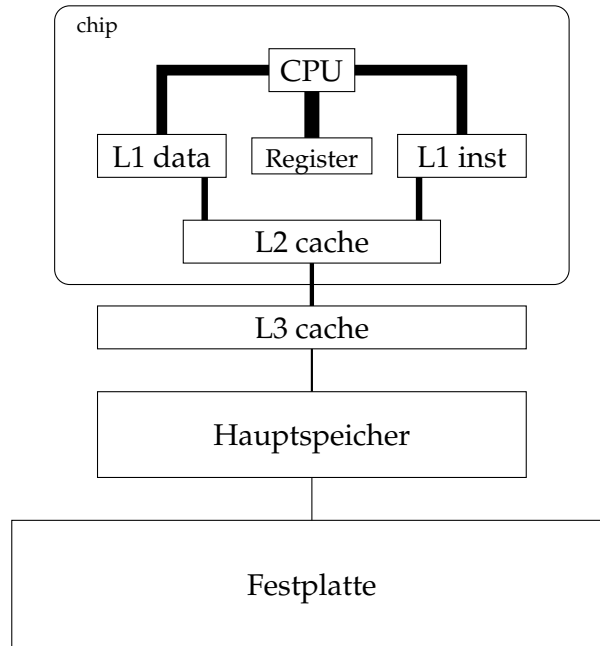 chip
CPU
L1 data
Register
L1 inst
L2 cache
L3 cache
Hauptspeicher
Festplatte